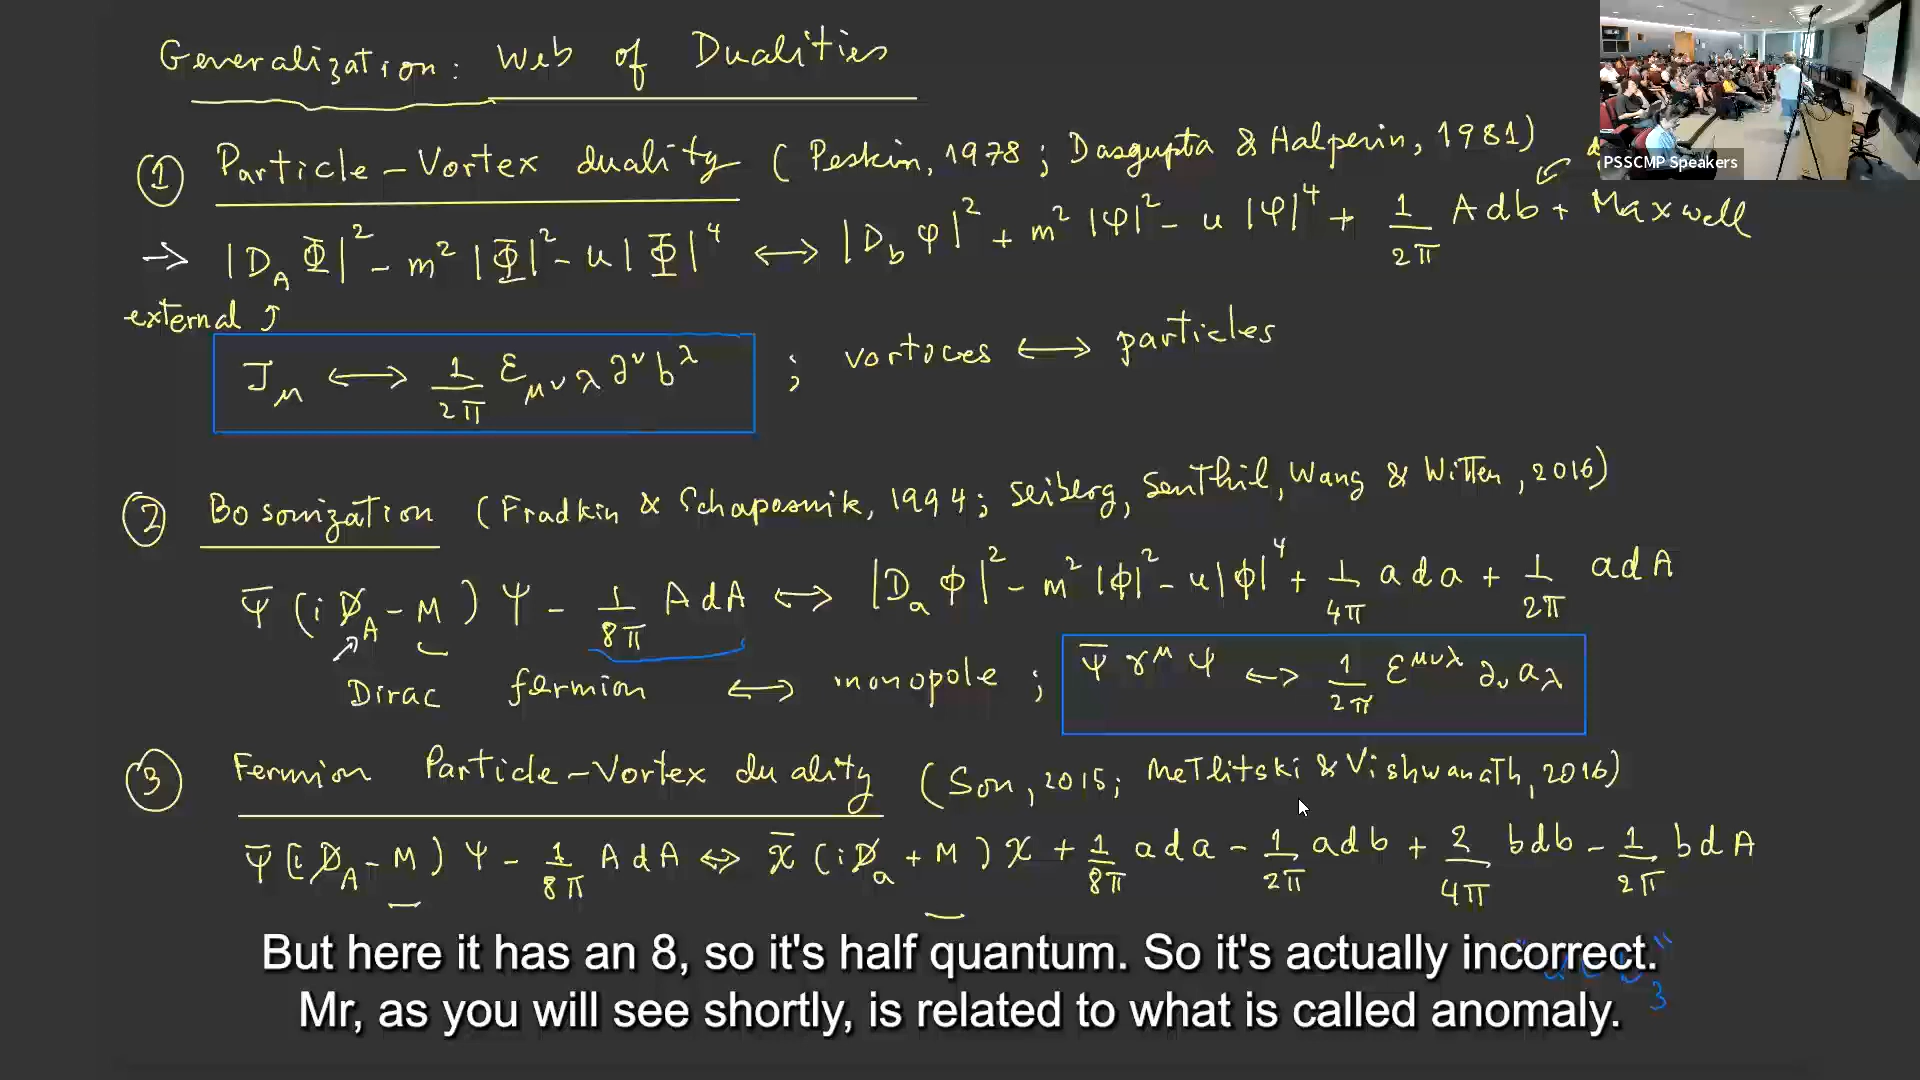 Generalization: Web of Dualities
① Particle-Vortex duality (Peskin, 1978; Dasgupta & Halperin, 1981)
PSSCMP Speakers
→ |D_A Φ|² - m² |Φ|² - u |Φ|⁴ ⟷ |D_b φ|² + m² |φ|² - u |φ|⁴ + 1/2π Adb + Maxwell
external ↑
J_μ ⟷ 1/2π ε_μνλ ∂^ν b^λ ; vortices ⟷ particles
② Bosonization (Fradkin & Schaposnik, 1994; Seiberg, Senthil, Wang & Witten, 2016)
Ψ̄ (i D̸_A - M) Ψ - 1/8π AdA ⟷ |D_a ϕ|² - m² |ϕ|² - u |ϕ|⁴ + 1/4π ada + 1/2π adA
Dirac fermion ⟷ monopole ; Ψ̄ γ^μ Ψ ⟷ 1/2π ε^μνλ ∂_ν a_λ
③ Fermion Particle-Vortex duality (Son, 2015; Metlitski & Vishwanath, 2016)
Ψ̄ [i D̸_A - M) Ψ - 1/8π AdA ⟷ χ̄ (i D̸_a + M) χ + 1/8π ada - 1/2π adb + 2/4π bdb - 1/2π bdA
But here it has an 8, so it's half quantum. So it's actually incorrect.
Mr, as you will see shortly, is related to what is called anomaly.
3